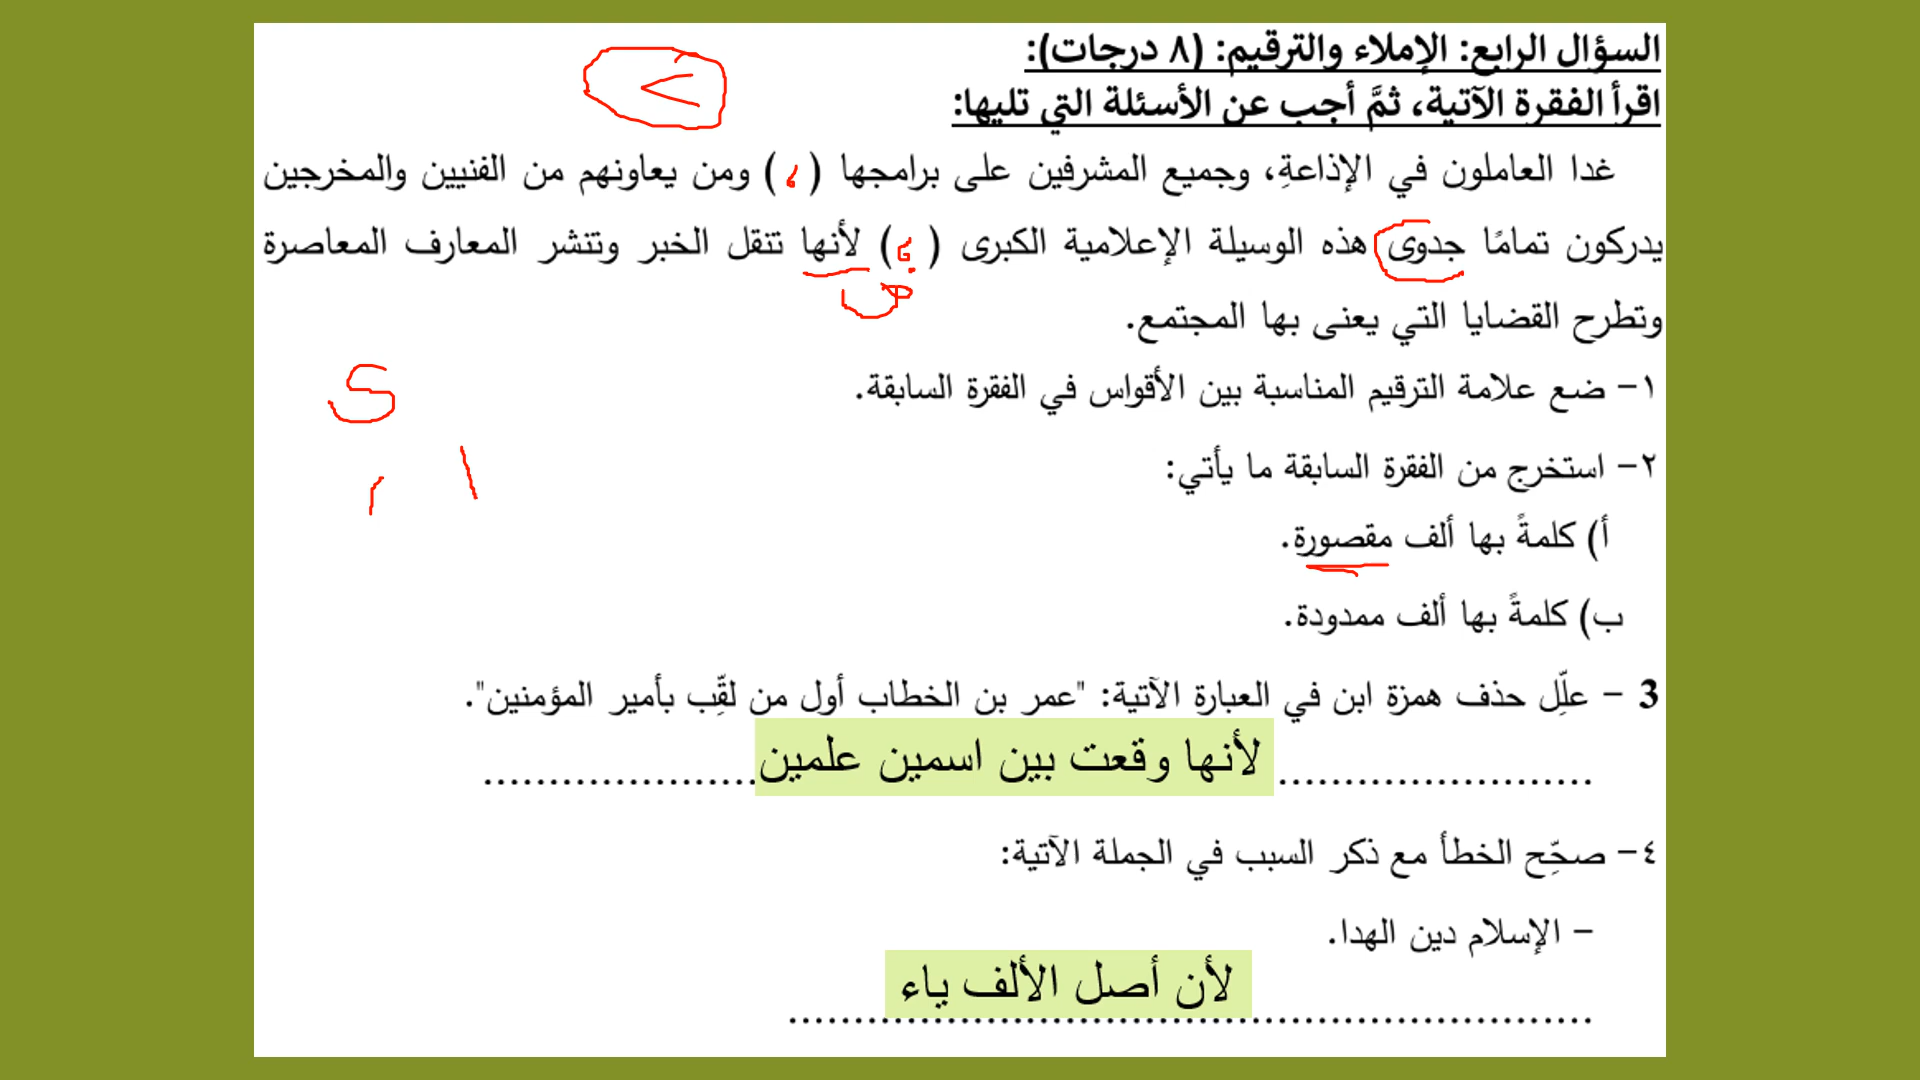 السؤال الرابع: الإملاء والترقيم: (٨ درجات):
اقرأ الفقرة الآتية، ثمَّ أجب عن الأسئلة التي تليها:
غدا العاملون في الإذاعةِ، وجميع المشرفين على برامجها (،) ومن يعاونهم من الفنيين والمخرجين
يدركون تمامًا جدوى هذه الوسيلة الإعلامية الكبرى (؛) لأنها تنقل الخبر وتنشر المعارف المعاصرة
وتطرح القضايا التي يعنى بها المجتمع.
١- ضع علامة الترقيم المناسبة بين الأقواس في الفقرة السابقة.
٢- استخرج من الفقرة السابقة ما يأتي:
أ) كلمةً بها ألف مقصورة.
ب) كلمةً بها ألف ممدودة.
3 - علّل حذف همزة ابن في العبارة الآتية: "عمر بن الخطاب أول من لقّب بأمير المؤمنين".
........................ لأنها وقعت بين اسمين علمين.....................
٤- صحّح الخطأ مع ذكر السبب في الجملة الآتية:
- الإسلام دين الهدا.
لأن أصل الألف ياء